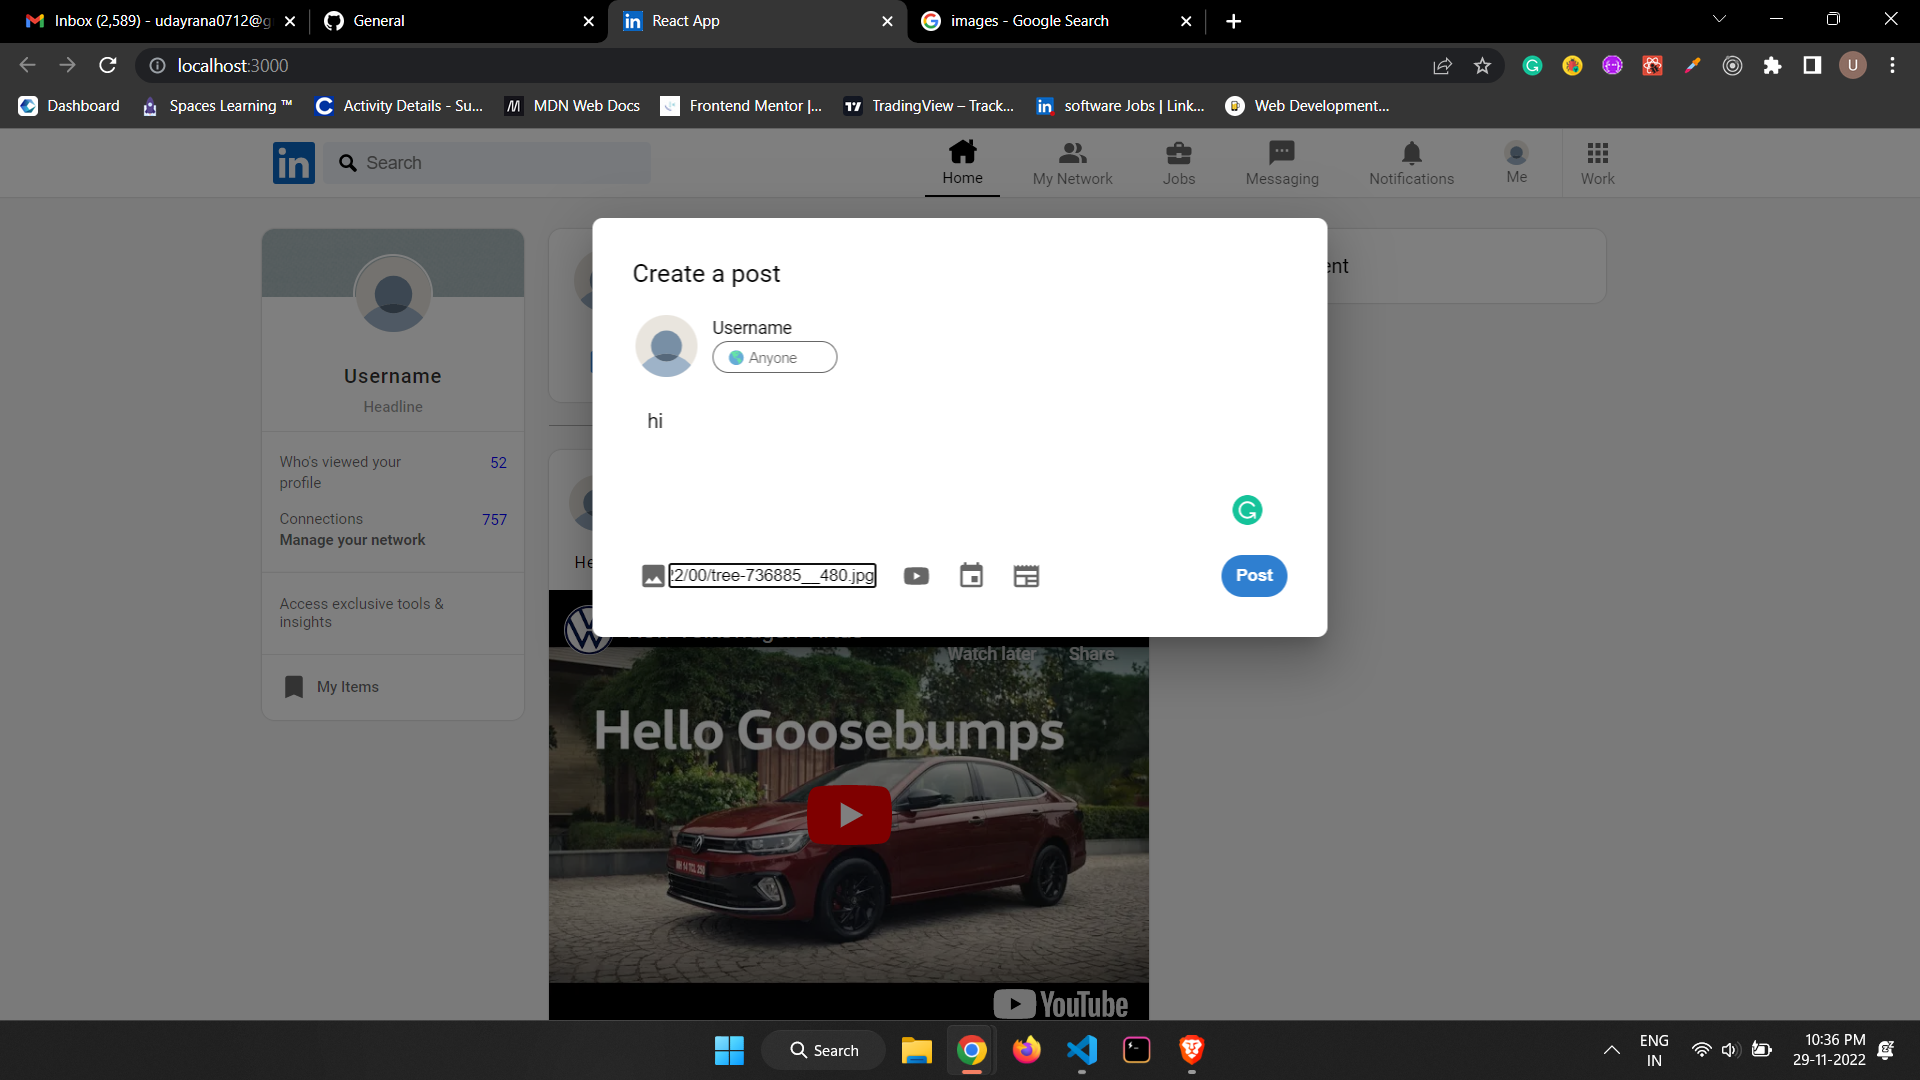 Inbox (2,589) - udayrana0712@g
General
React App
images - Google Search
localhost:3000
Dashboard
Spaces Learning ™
Activity Details - Su...
MDN Web Docs
Frontend Mentor |...
TradingView – Track...
software Jobs | Link...
Web Development...
U
in
Search
Home
My Network
Jobs
Messaging
Notifications
Me
Work
Username
Headline
Who's viewed your
profile
52
Connections
757
Manage your network
Access exclusive tools &
insights
My Items
Create a post
Username
Anyone
hi
22/00/tree-736885__480.jpg
Post
ent
He
Watch later
Share
Hello Goosebumps
YouTube
Search
ENG
IN
10:36 PM
29-11-2022